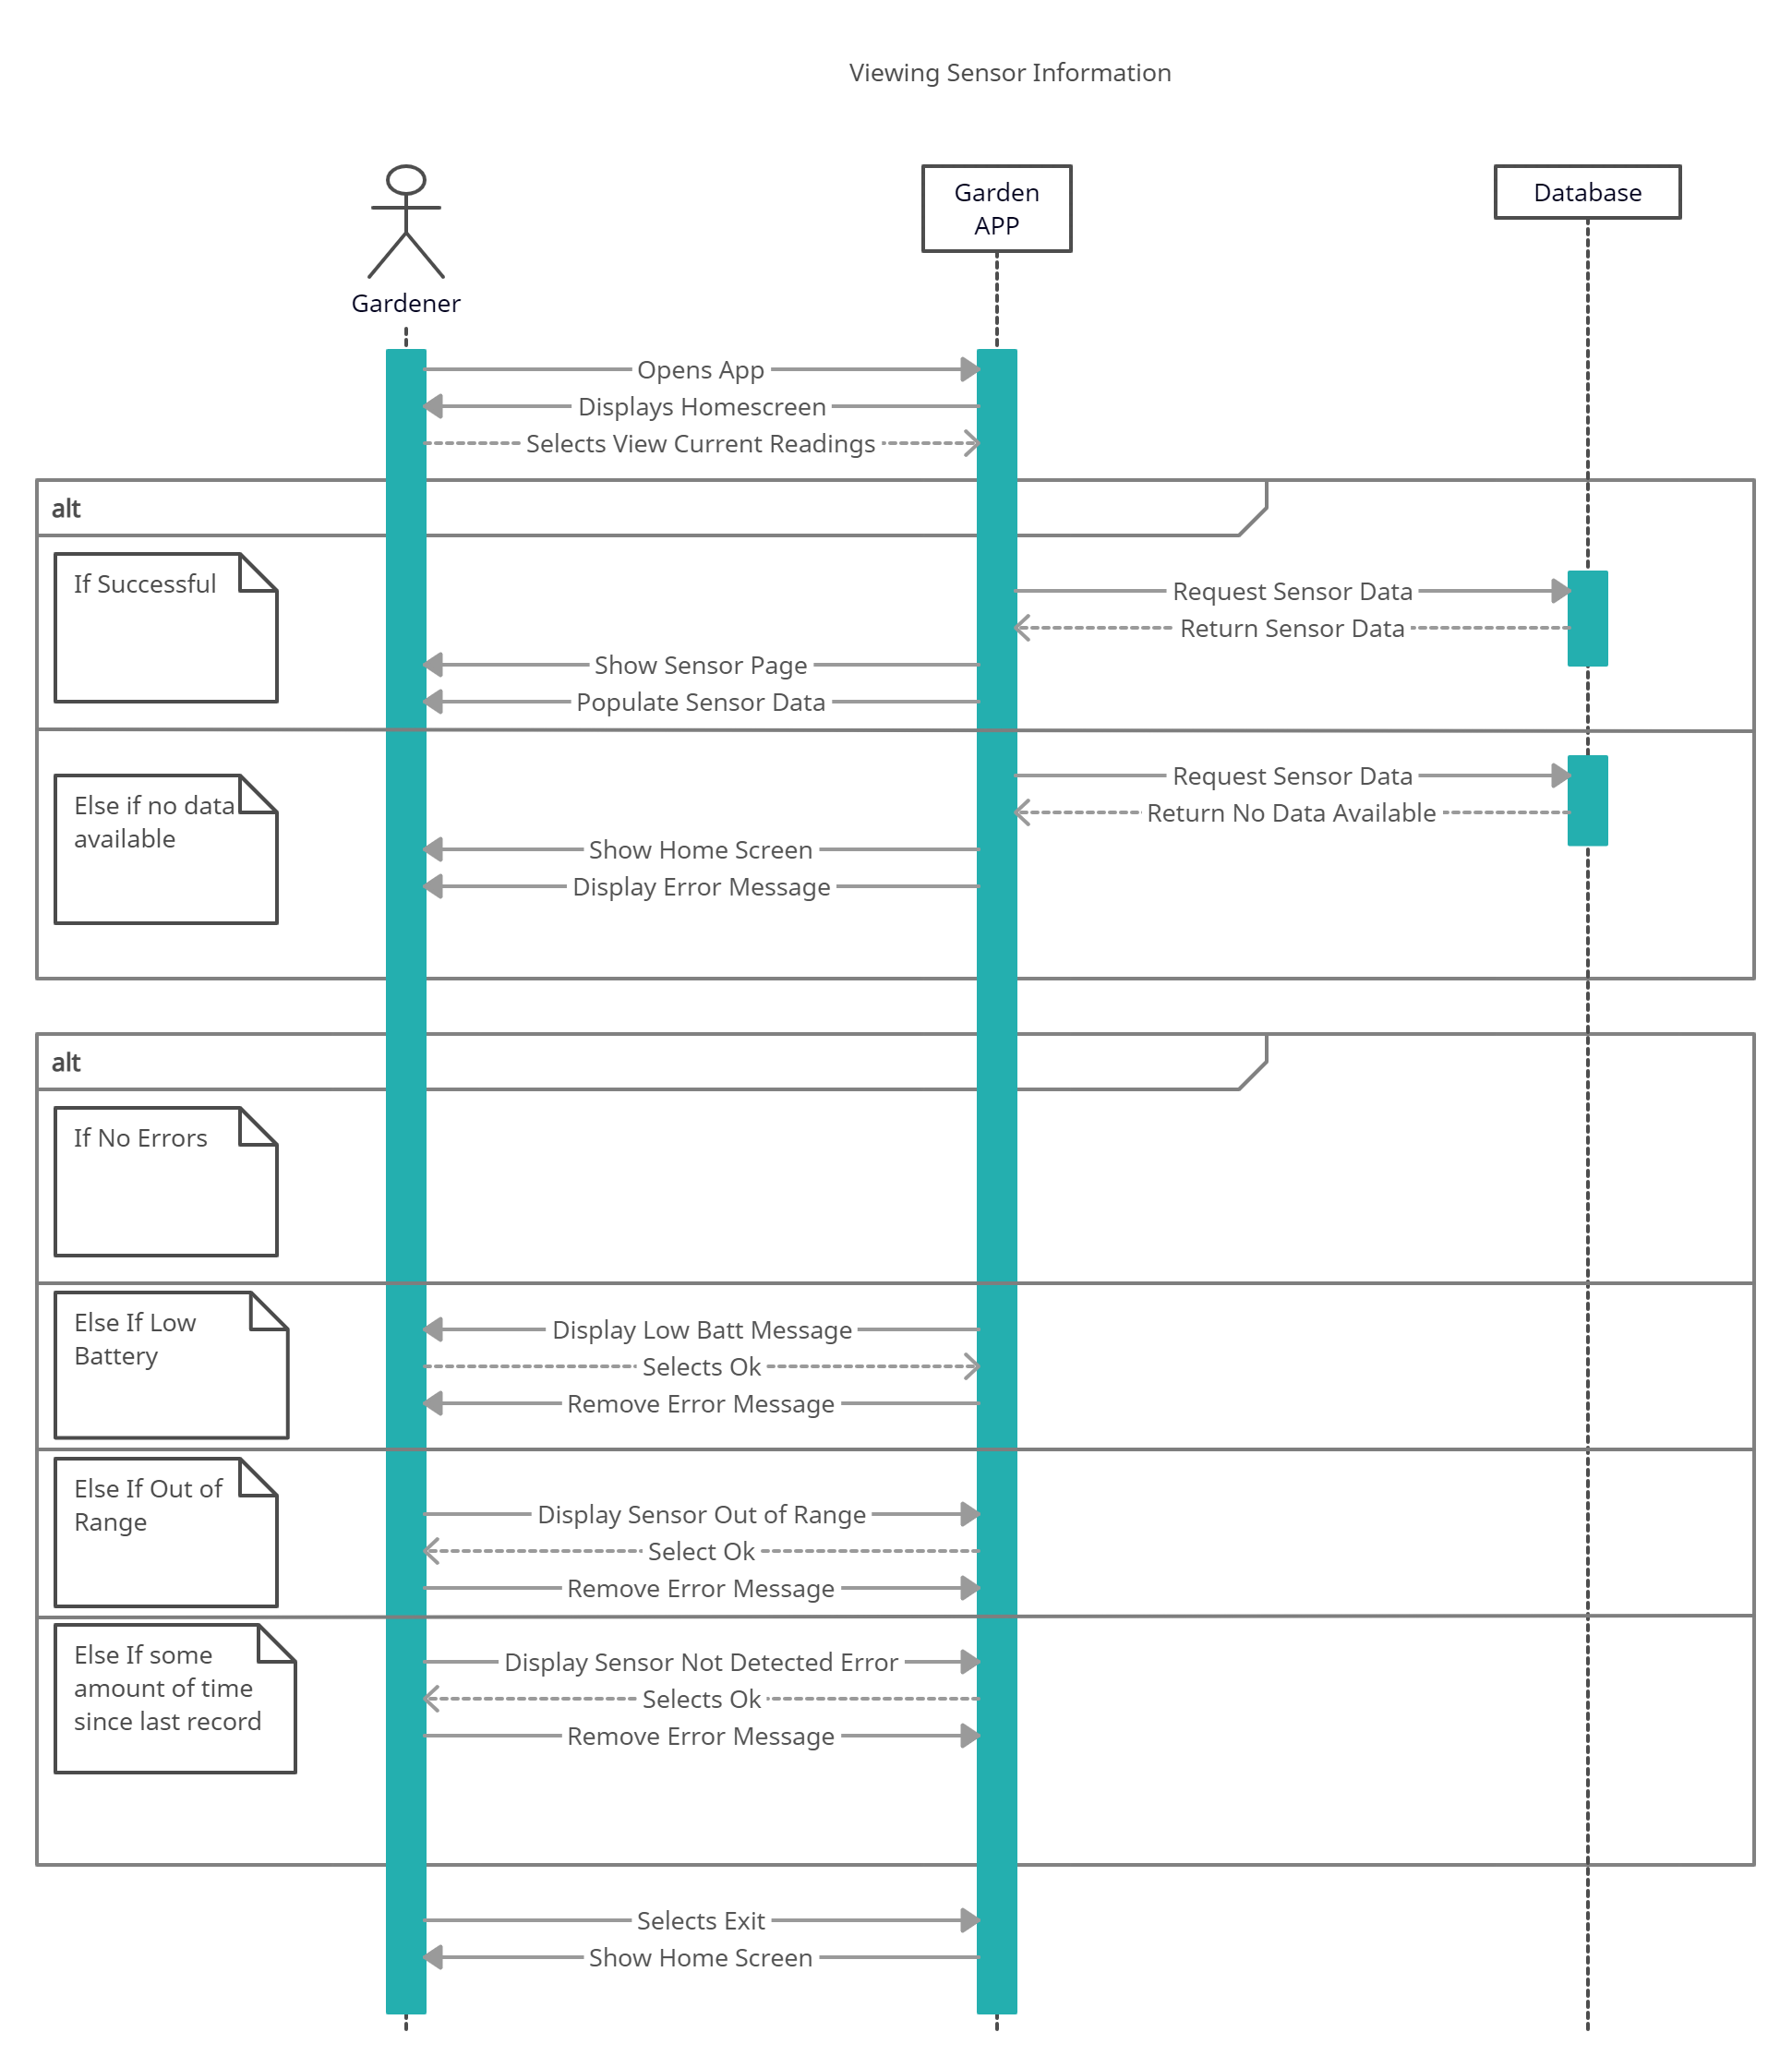 Viewing Sensor Information
Garden
APP
Database
Gardener
Opens App
Displays Homescreen
Selects View Current Readings
alt
If Successful
Request Sensor Data
Return Sensor Data
Show Sensor Page
Populate Sensor Data
Else if no data
available
Request Sensor Data
Return No Data Available
Show Home Screen
Display Error Message
alt
If No Errors
Else If Low
Battery
Display Low Batt Message
Selects Ok
Remove Error Message
Else If Out of
Range
Display Sensor Out of Range
Select Ok
Remove Error Message
Else If some
amount of time
since last record
Display Sensor Not Detected Error
Selects Ok
Remove Error Message
Selects Exit
Show Home Screen